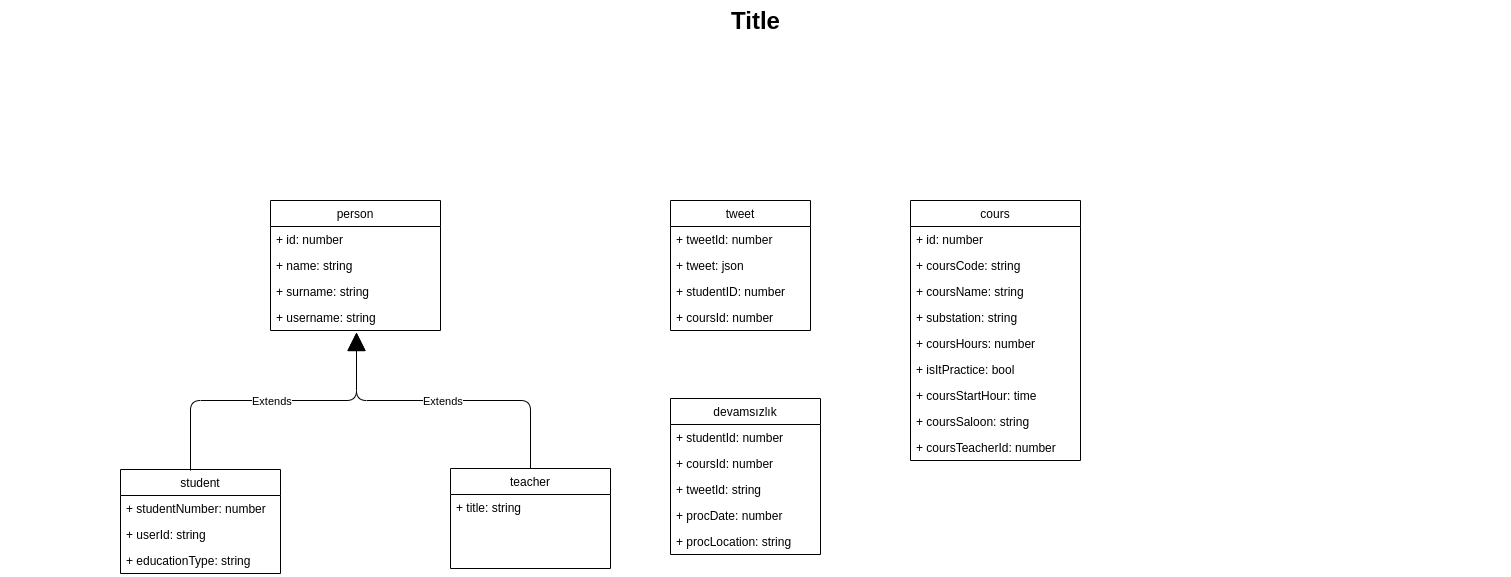 Title
person
+ id: number
+ name: string
+ surname: string
+ username: string
Extends
Extends
student
+ studentNumber: number
+ userId: string
+ educationType: string
teacher
+ title: string
tweet
+ tweetId: number
+ tweet: json
+ studentID: number
+ coursId: number
devamsızlık
+ studentId: number
+ coursId: number
+ tweetId: string
+ procDate: number
+ procLocation: string
cours
+ id: number
+ coursCode: string
+ coursName: string
+ substation: string
+ coursHours: number
+ isItPractice: bool
+ coursStartHour: time
+ coursSaloon: string
+ coursTeacherId: number